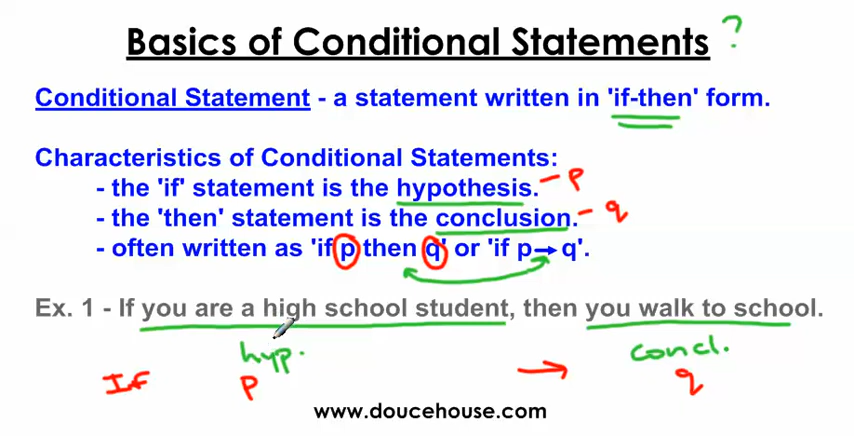 Basics of Conditional Statements ?
Conditional Statement - a statement written in 'if-then' form.
Characteristics of Conditional Statements:
- the 'if' statement is the hypothesis. - p
- the 'then' statement is the conclusion. - q
- often written as 'if p then q' or 'if p→q'.
Ex. 1 - If you are a high school student, then you walk to school.
hyp. concl.
If p → q
www.doucehouse.com